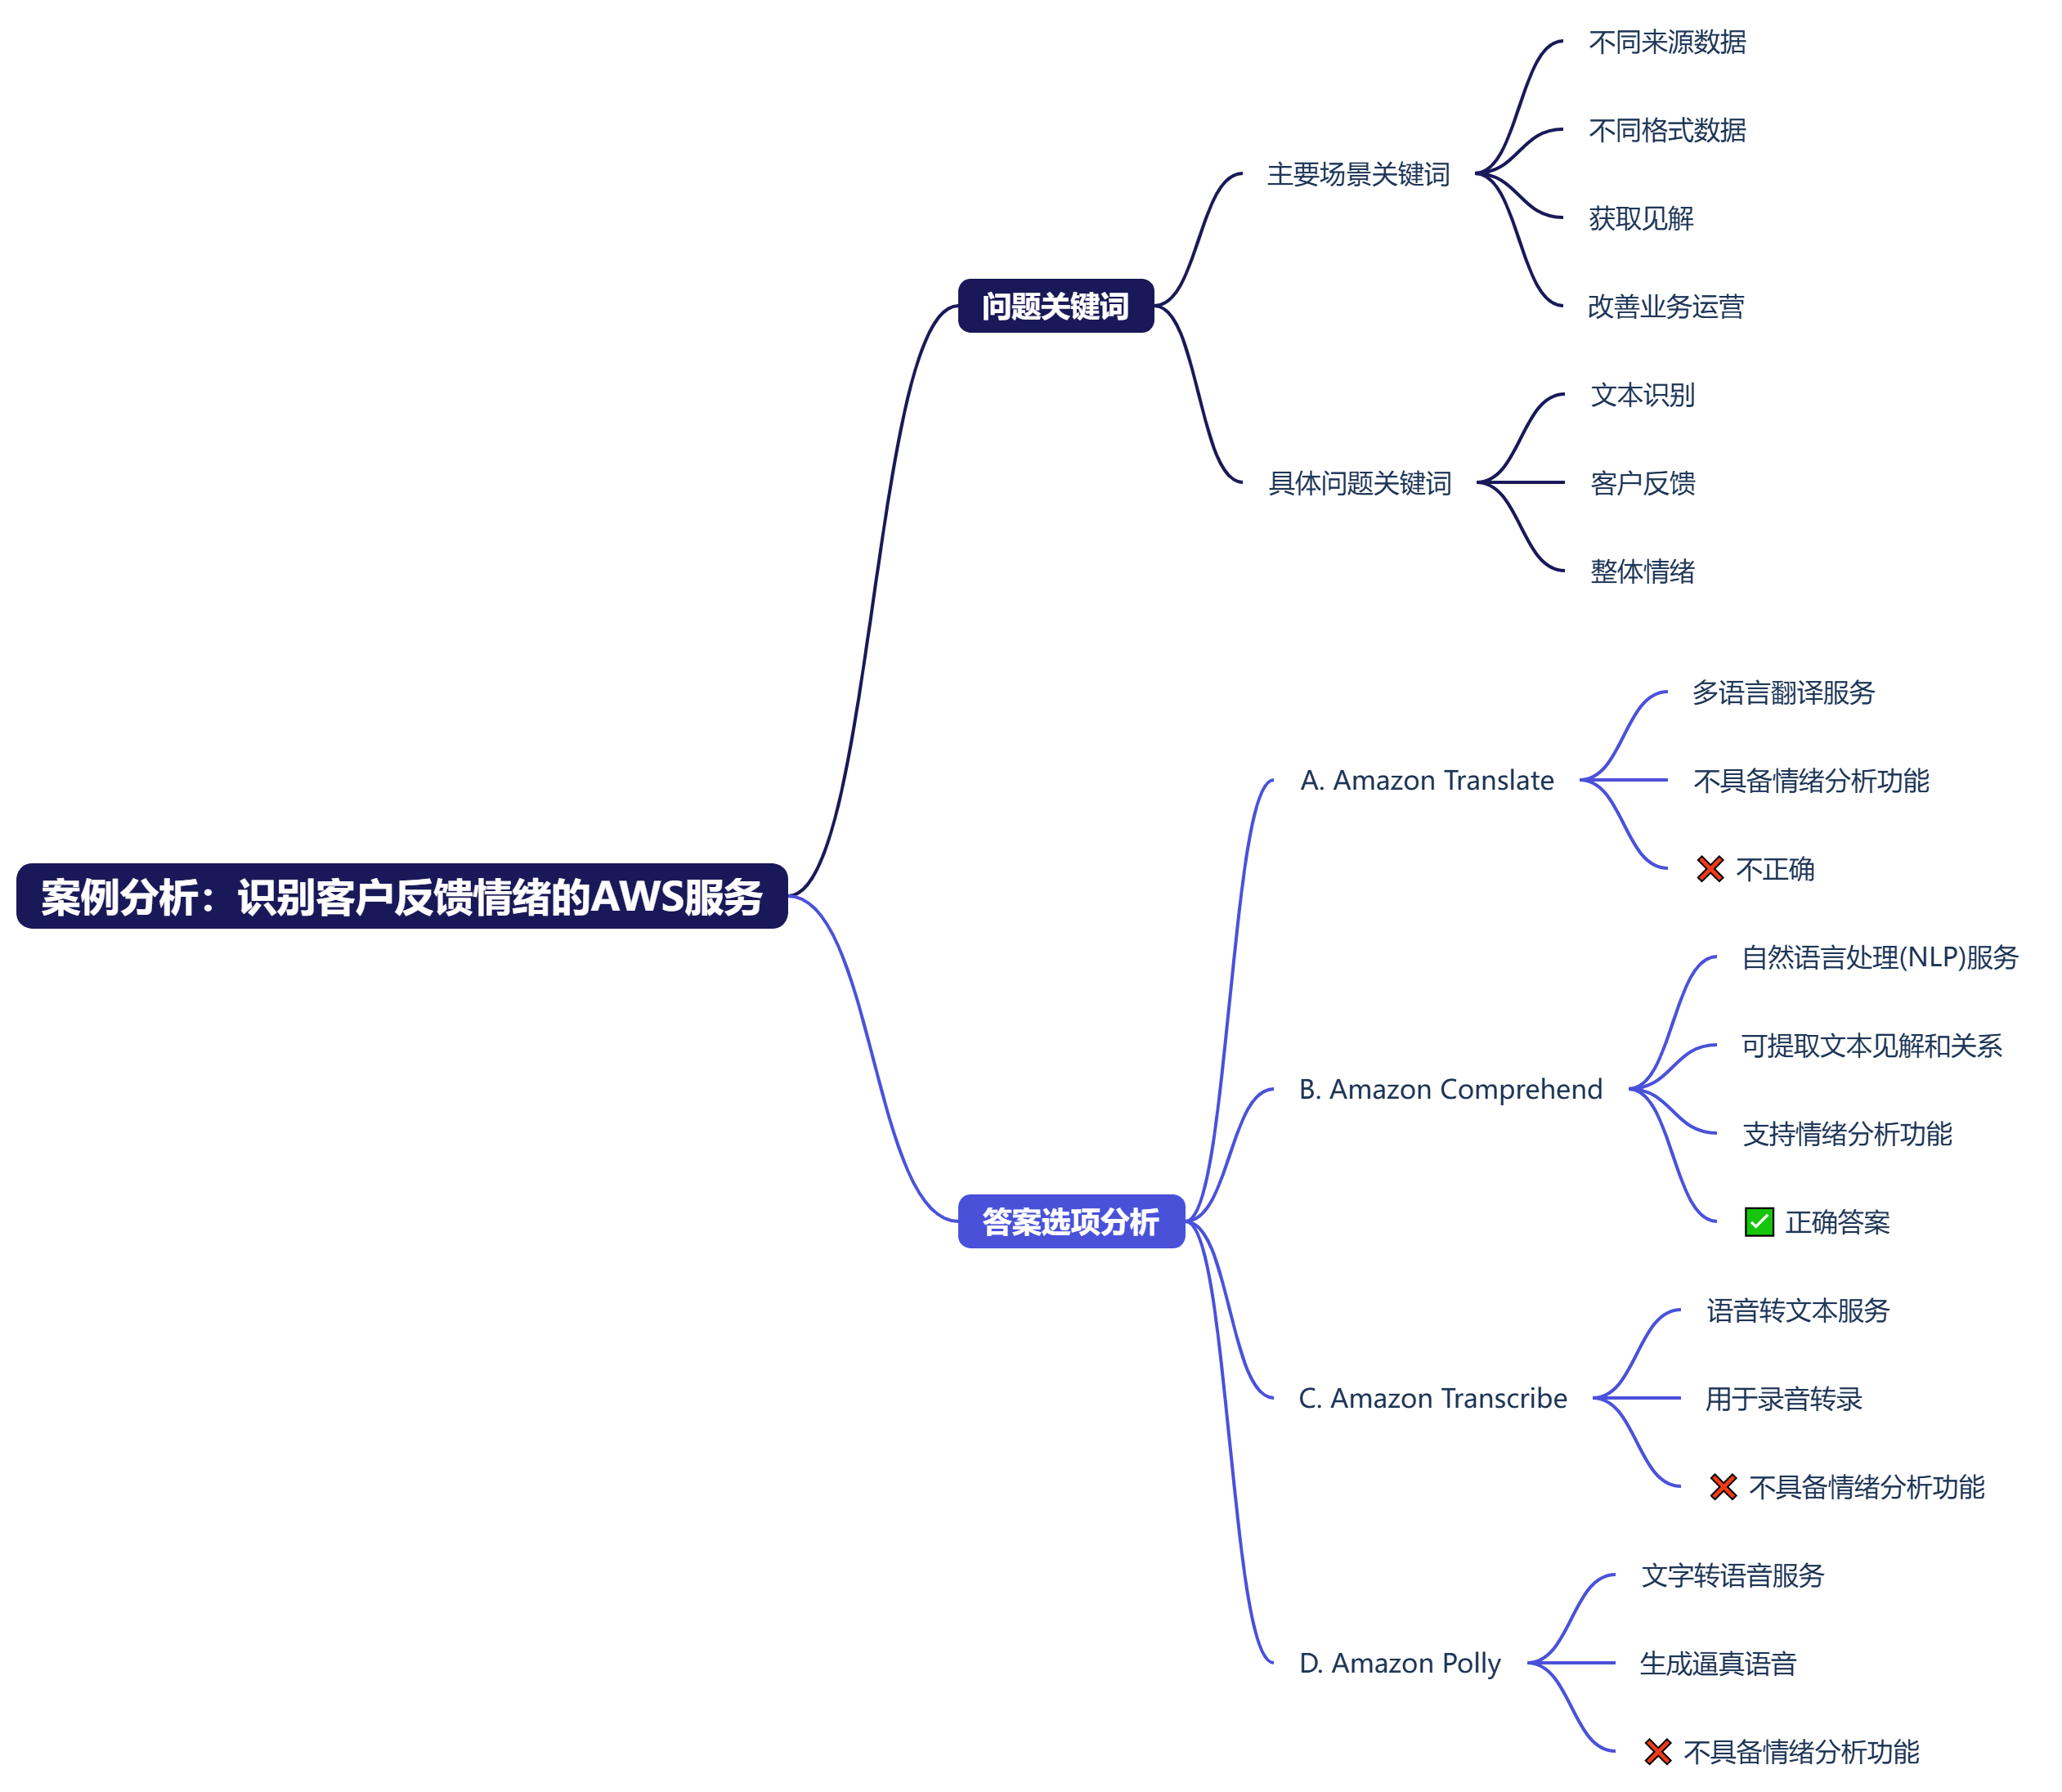 案例分析：识别客户反馈情绪的AWS服务
问题关键词
主要场景关键词
不同来源数据
不同格式数据
获取见解
改善业务运营
具体问题关键词
文本识别
客户反馈
整体情绪
答案选项分析
A. Amazon Translate
多语言翻译服务
不具备情绪分析功能
❌ 不正确
B. Amazon Comprehend
自然语言处理(NLP)服务
可提取文本见解和关系
支持情绪分析功能
✅ 正确答案
C. Amazon Transcribe
语音转文本服务
用于录音转录
❌ 不具备情绪分析功能
D. Amazon Polly
文字转语音服务
生成逼真语音
❌ 不具备情绪分析功能